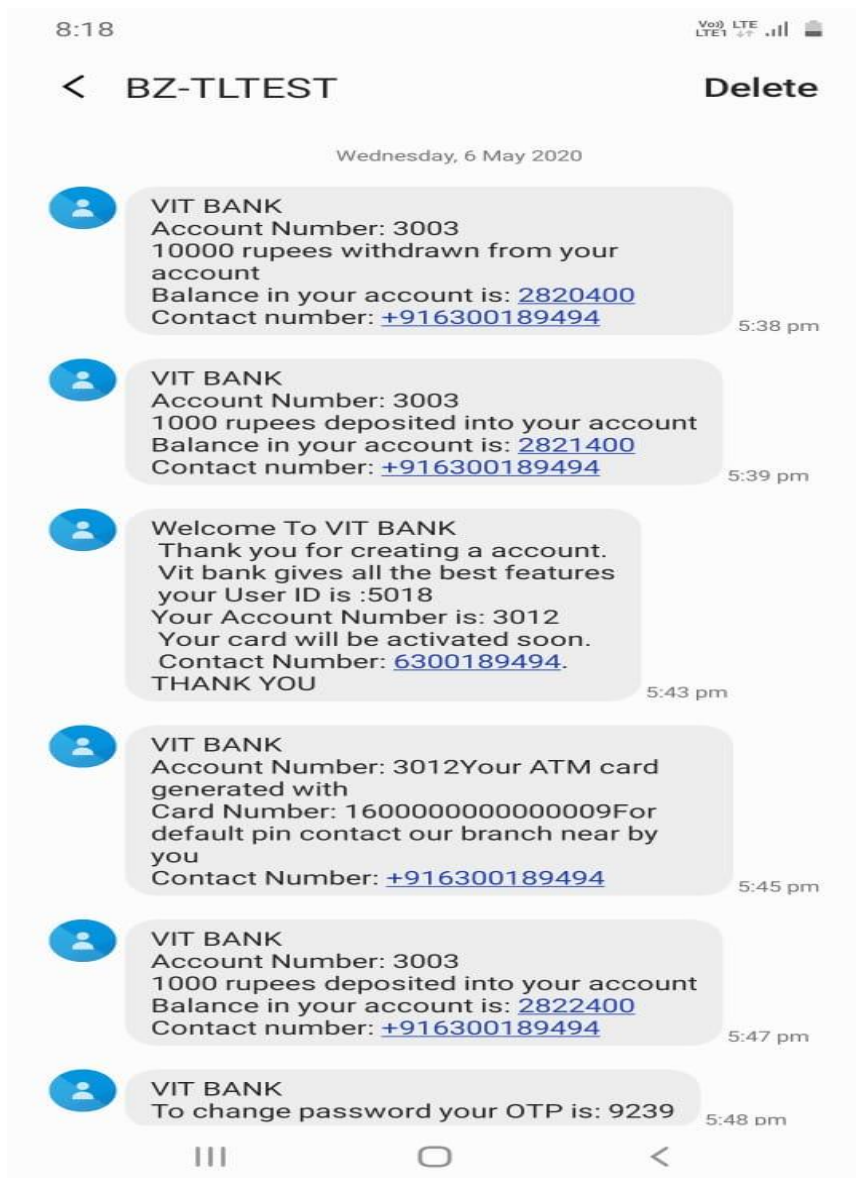 8:18
Vo)) LTE
LTE1
BZ-TLTEST
Delete
Wednesday, 6 May 2020
VIT BANK
Account Number: 3003
10000 rupees withdrawn from your
account
Balance in your account is: 2820400
Contact number: +916300189494
5:38 pm
VIT BANK
Account Number: 3003
1000 rupees deposited into your account
Balance in your account is: 2821400
Contact number: +916300189494
5:39 pm
Welcome To VIT BANK
Thank you for creating a account.
Vit bank gives all the best features
your User ID is :5018
Your Account Number is: 3012
Your card will be activated soon.
Contact Number: 6300189494.
THANK YOU
5:43 pm
VIT BANK
Account Number: 3012Your ATM card
generated with
Card Number: 1600000000000009For
default pin contact our branch near by
you
Contact Number: +916300189494
5:45 pm
VIT BANK
Account Number: 3003
1000 rupees deposited into your account
Balance in your account is: 2822400
Contact number: +916300189494
5:47 pm
VIT BANK
To change password your OTP is: 9239
5:48 pm